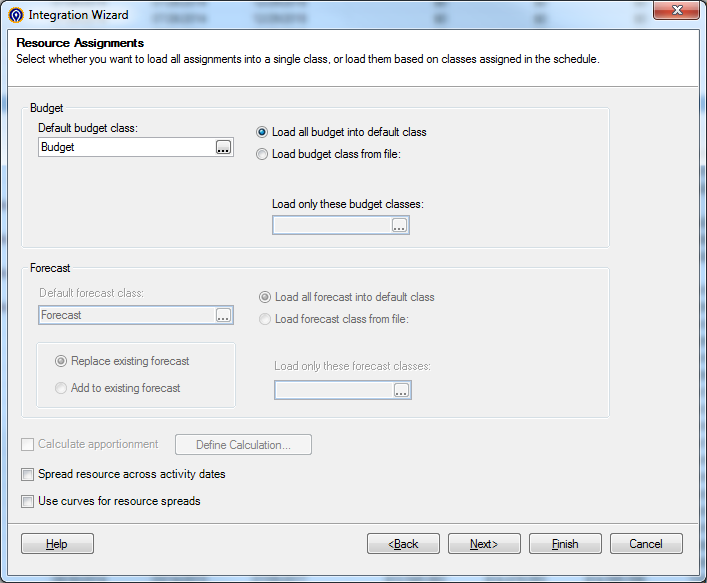 Integration Wizard
Resource Assignments
Select whether you want to load all assignments into a single class, or load them based on classes assigned in the schedule.
Budget
Default budget class:
Budget
...
Load all budget into default class
Load budget class from file:
Load only these budget classes:
...
Forecast
Default forecast class:
Forecast
...
Load all forecast into default class
Load forecast class from file:
Replace existing forecast
Add to existing forecast
Load only these forecast classes:
...
Calculate apportionment
Define Calculation...
Spread resource across activity dates
Use curves for resource spreads
Help
<Back
Next>
Finish
Cancel